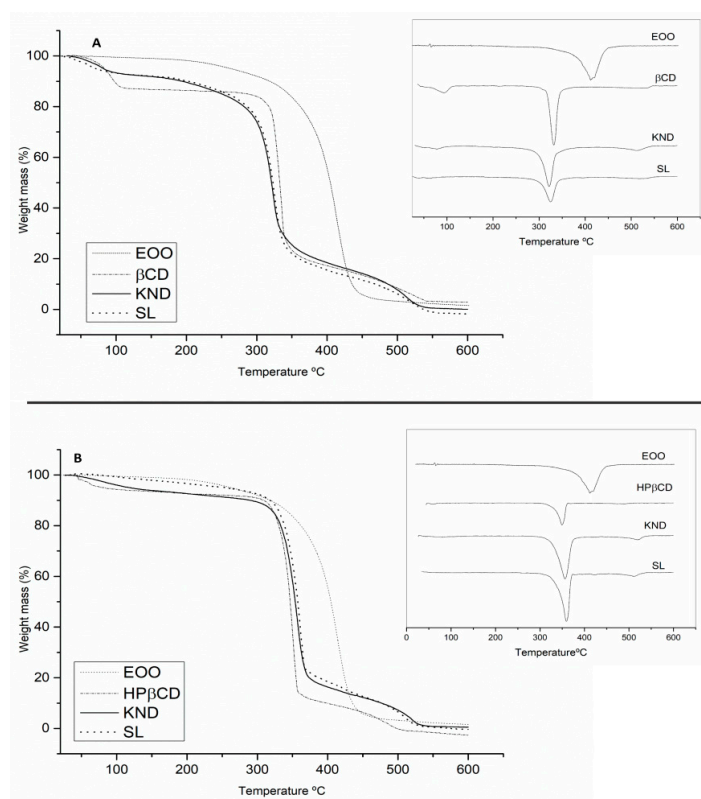 A
100
80
60
40
20
0
Weight mass (%)
EOO
βCD
KND
SL
100
200
300
400
500
600
Temperature ºC
EOO
βCD
KND
SL
100
200
300
400
500
600
Temperature ºC
B
100
80
60
40
20
0
Weight mass (%)
EOO
HPβCD
KND
SL
100
200
300
400
500
600
Temperature ºC
EOO
HPβCD
KND
SL
0
100
200
300
400
500
600
TemperatureºC